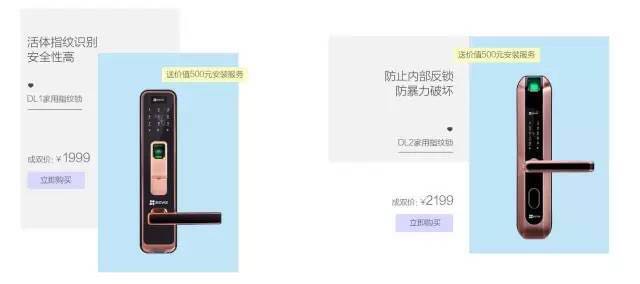 活体指纹识别
安全性高
送价值500元安装服务
DL1家用指纹锁
成双价: ¥1999
立即购买
送价值500元安装服务
防止内部反锁
防暴力破坏
DL2家用指纹锁
成双价: ¥2199
立即购买